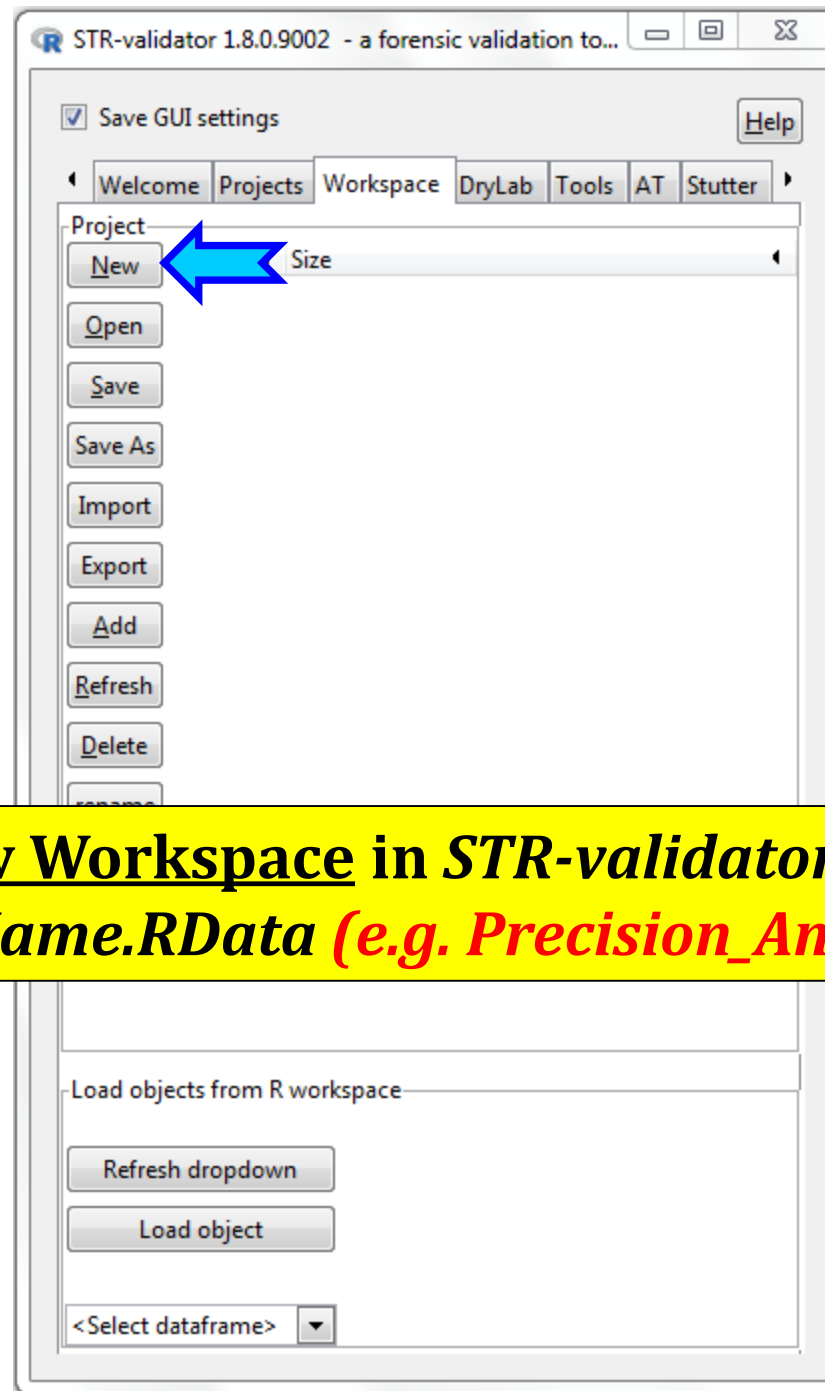 STR-validator 1.8.0.9002 - a forensic validation to...
Save GUI settings
Help
Welcome Projects Workspace DryLab Tools AT Stutter
Project
New
Size
Open
Save
Save As
Import
Export
Add
Refresh
Delete
rename
Workspace in STR-validator
ame.RData (e.g. Precision_An
Load objects from R workspace
Refresh dropdown
Load object
<Select dataframe>